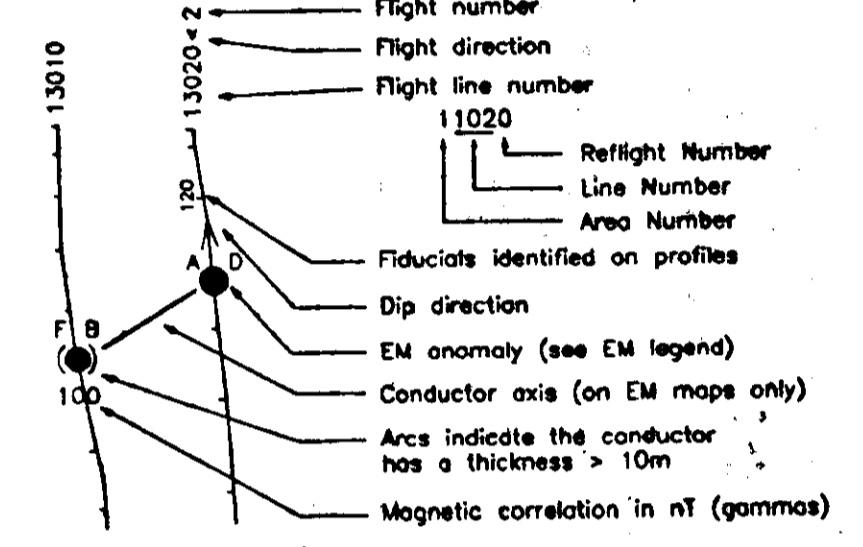 Flight number
Flight direction
Flight line number
13010
13020 < 2
11020
Reflight Number
Line Number
Area Number
120
A D
Fiducials identified on profiles
Dip direction
F B
EM anomaly (see EM legend)
( )
100
Conductor axis (on EM maps only)
Arcs indicate the conductor
has a thickness > 10m
Magnetic correlation in nT (gammas)